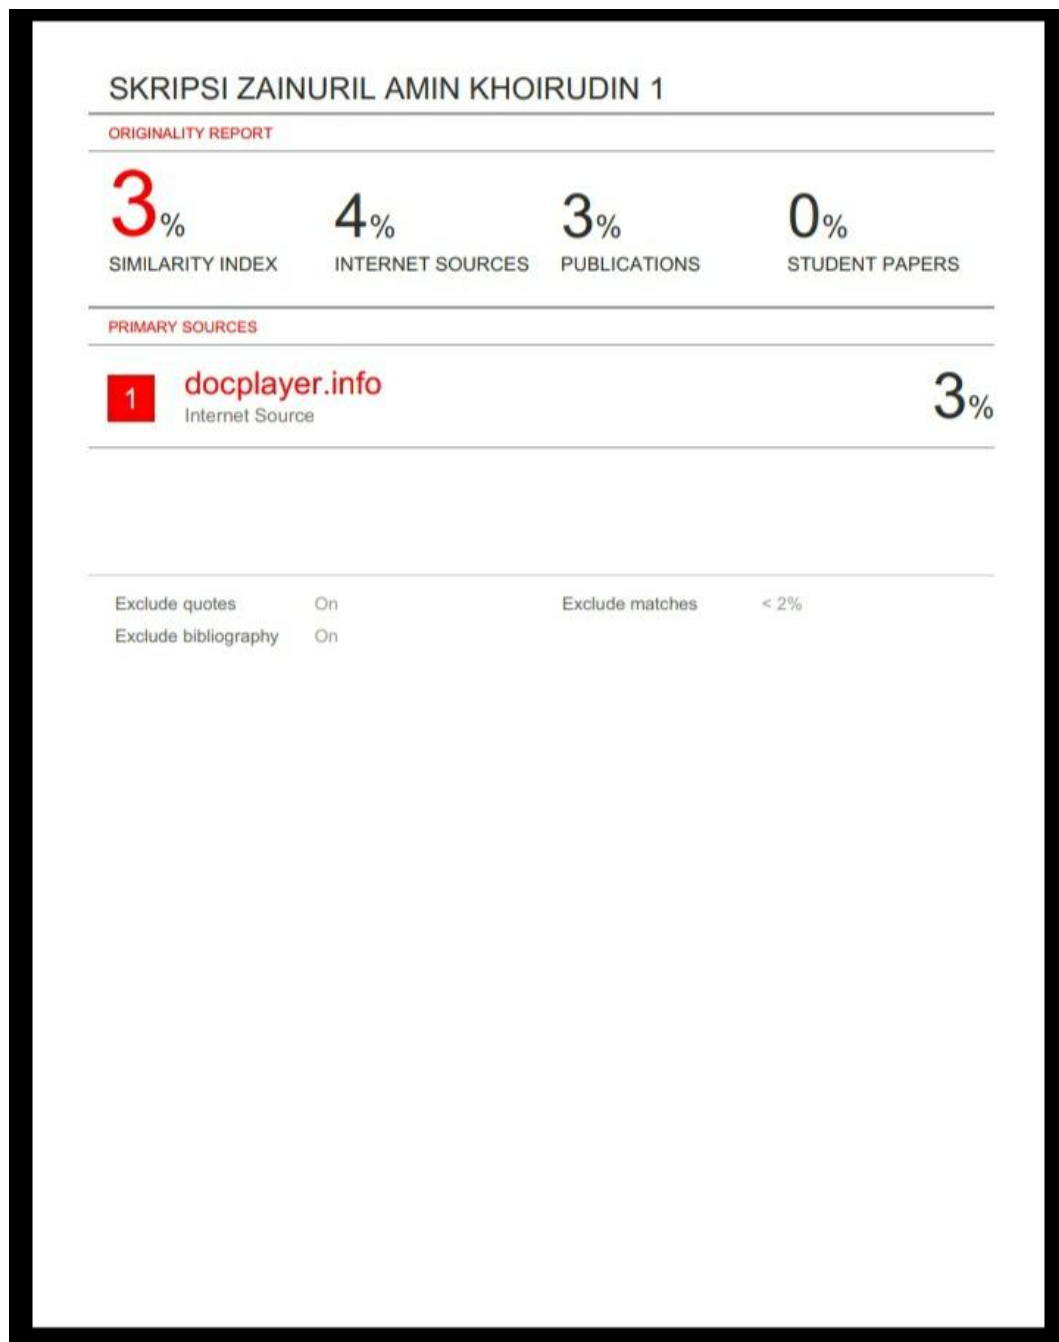 SKRIPSI ZAINURIL AMIN KHOIRUDIN 1
ORIGINALITY REPORT
3% 4% 3% 0%
SIMILARITY INDEX INTERNET SOURCES PUBLICATIONS STUDENT PAPERS
PRIMARY SOURCES
1 docplayer.info 3%
Internet Source
Exclude quotes On Exclude matches < 2%
Exclude bibliography On